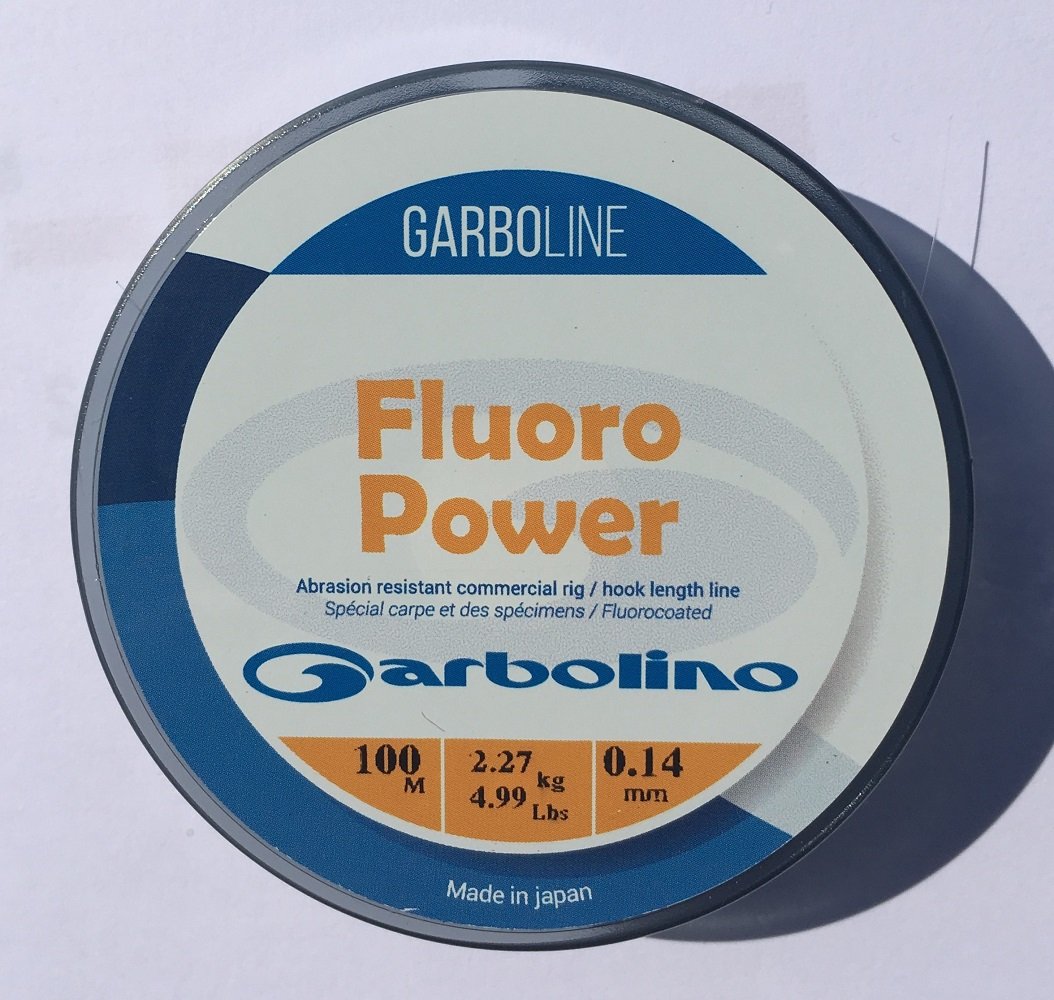 GARBOLINE
Fluoro
Power
Abrasion resistant commercial rig / hook length line
Spécial carpe et des spécimens / Fluorocoated
Garbolino
100 M
2.27 kg
4.99 Lbs
0.14
mm
Made in japan